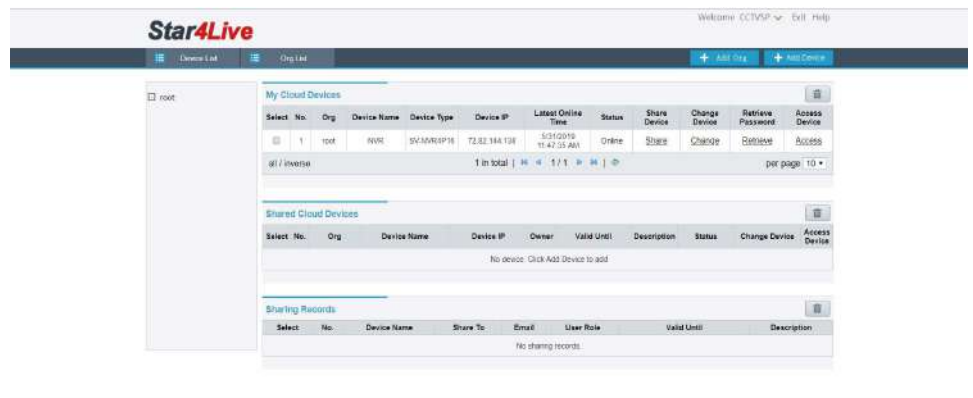 Welcome CCTVSP Exit Help
Star4Live
Device List Org List + Add Org + Add Device
root
My Cloud Devices
Select No. Org Device Name Device Type Device IP Latest Online Time Status Share Device Change Device Retrieve Password Access Device
1 root NVR 5/31/2019 11:47:35 AM Online Share Change Retrieve Access
all / inverse 1 in total | 1/1 | per page 10
Shared Cloud Devices
Select No. Org Device Name Device IP Owner Valid Until Description Status Change Device Access Device
No device. Click Add Device to add
Sharing Records
Select No. Device Name Share To Email User Role Valid Until Description
No sharing records.